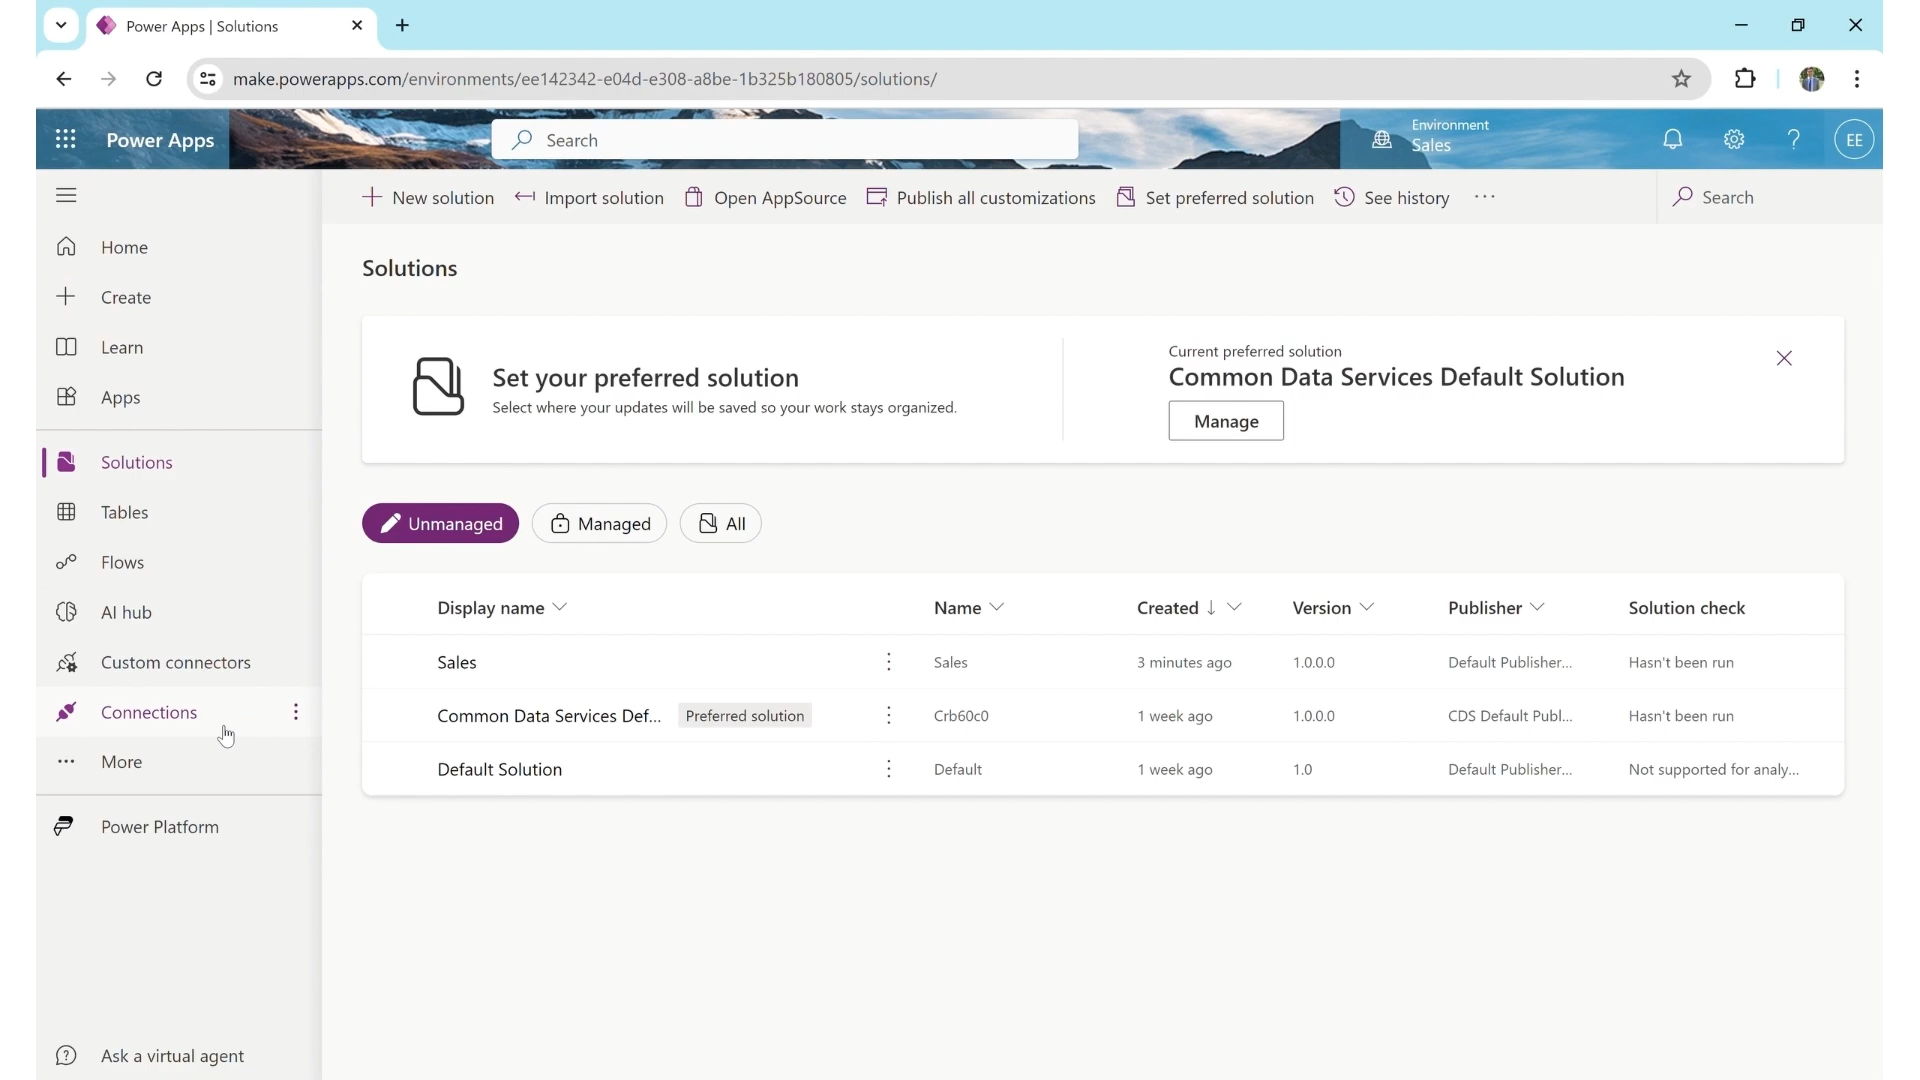 Power Apps | Solutions
make.powerapps.com/environments/ee142342-e04d-e308-a8be-1b325b180805/solutions/
Power Apps
Search
Environment
Sales
?
EE
New solution
Import solution
Open AppSource
Publish all customizations
Set preferred solution
See history
...
Search
Home
Create
Learn
Apps
Solutions
Tables
Flows
AI hub
Custom connectors
Connections
More
Power Platform
Ask a virtual agent
Solutions
Set your preferred solution
Select where your updates will be saved so your work stays organized.
Current preferred solution
Common Data Services Default Solution
Manage
Unmanaged Managed All
Display name Name Created ↓ Version Publisher Solution check
Sales Sales 3 minutes ago 1.0.0.0 Default Publisher... Hasn't been run
Common Data Services Def... Preferred solution Crb60c0 1 week ago 1.0.0.0 CDS Default Publ... Hasn't been run
Default Solution Default 1 week ago 1.0 Default Publisher... Not supported for analy...